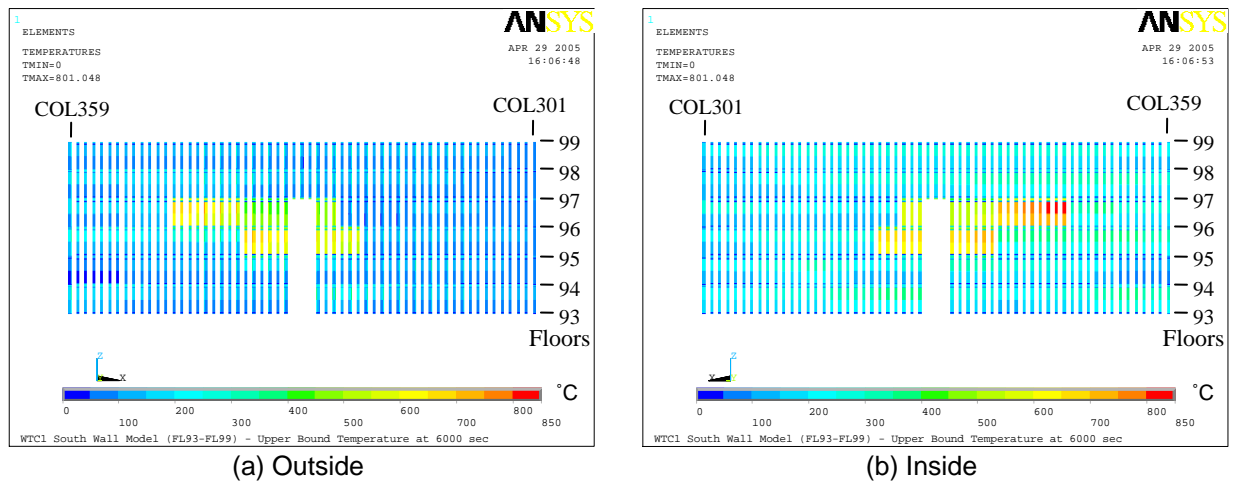 1
ANSYS
ELEMENTS
APR 29 2005
16:06:48
TEMPERATURES
TMIN=0
TMAX=801.048
COL359
COL301
99
98
97
96
95
94
93
Floors
Z
X
°C
0 200 400 600 800
100 300 500 700 850
WTC1 South Wall Model (FL93-FL99) - Upper Bound Temperature at 6000 sec
(a) Outside
1
ANSYS
ELEMENTS
APR 29 2005
16:06:53
TEMPERATURES
TMIN=0
TMAX=801.048
COL301
COL359
99
98
97
96
95
94
93
Floors
Z
X
°C
0 200 400 600 800
100 300 500 700 850
WTC1 South Wall Model (FL93-FL99) - Upper Bound Temperature at 6000 sec
(b) Inside